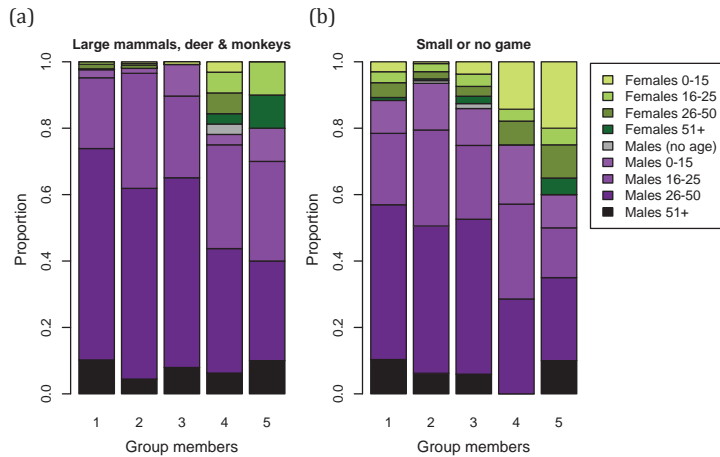 (a)
(b)
Large mammals, deer & monkeys
Small or no game
Proportion
0.0
0.2
0.4
0.6
0.8
1.0
1 2 3 4 5
Group members
Proportion
0.0
0.2
0.4
0.6
0.8
1.0
1 2 3 4 5
Group members
Females 0-15
Females 16-25
Females 26-50
Females 51+
Males (no age)
Males 0-15
Males 16-25
Males 26-50
Males 51+